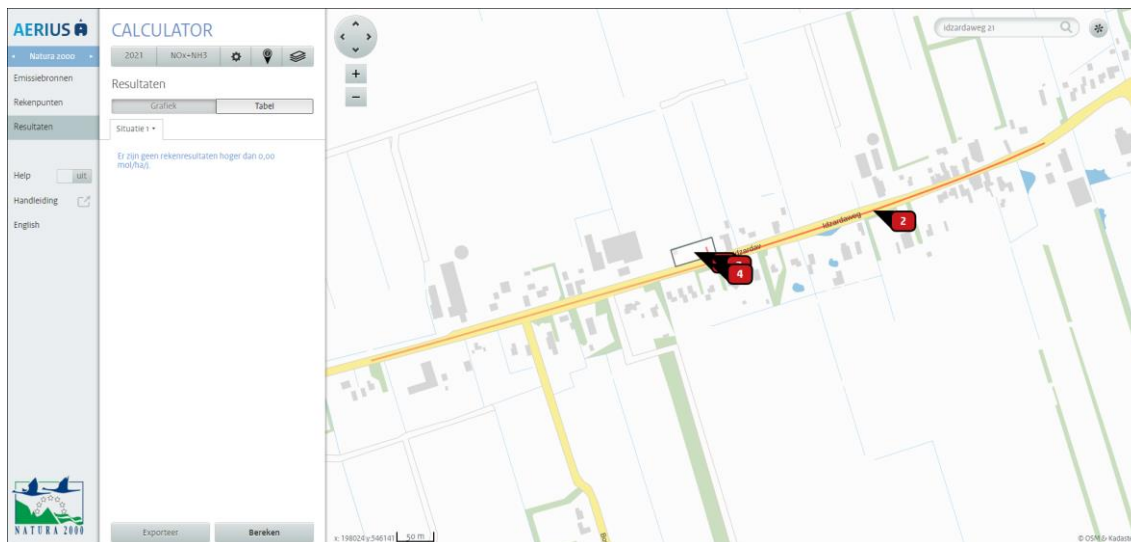 AERIUS
CALCULATOR
Natura 2000
2021
NOx+NH3
idzardaweg 21
Emissiebronnen
Rekenpunten
Resultaten
Resultaten
Grafiek
Tabel
Situatie 1
Er zijn geen rekenresultaten hoger dan 0,00
mol/ha/j.
Help
uit
Handleiding
English
Idzardaweg
2
4
NATURA 2000
Exporteer
Bereken
x: 198024 y:546141
50 m
© OSM & Kadaste